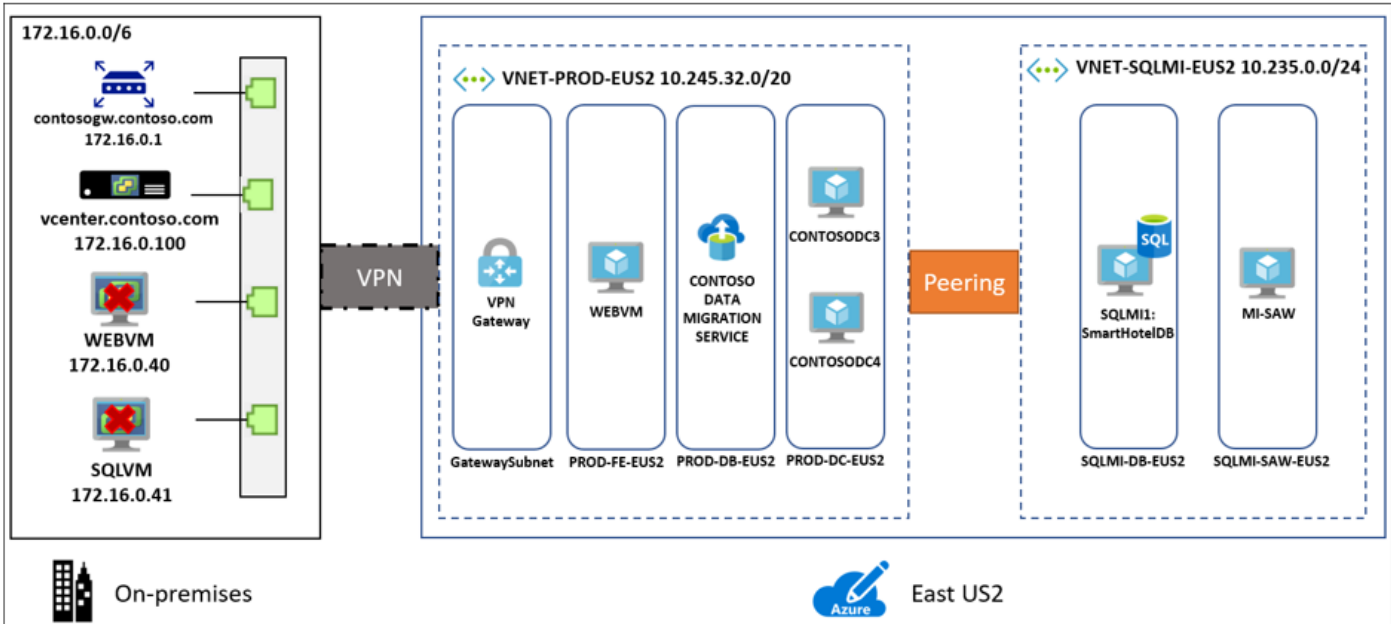 172.16.0.0/6
contosogw.contoso.com
172.16.0.1
vcenter.contoso.com
172.16.0.100
WEBVM
172.16.0.40
SQLVM
172.16.0.41
VPN
VNET-PROD-EUS2 10.245.32.0/20
VPN
Gateway
GatewaySubnet
WEBVM
PROD-FE-EUS2
CONTOSO
DATA
MIGRATION
SERVICE
PROD-DB-EUS2
CONTOSODC3
CONTOSODC4
PROD-DC-EUS2
Peering
VNET-SQLMI-EUS2 10.235.0.0/24
SQL
SQLMI1:
SmartHotelDB
SQLMI-DB-EUS2
MI-SAW
SQLMI-SAW-EUS2
On-premises
Azure
East US2